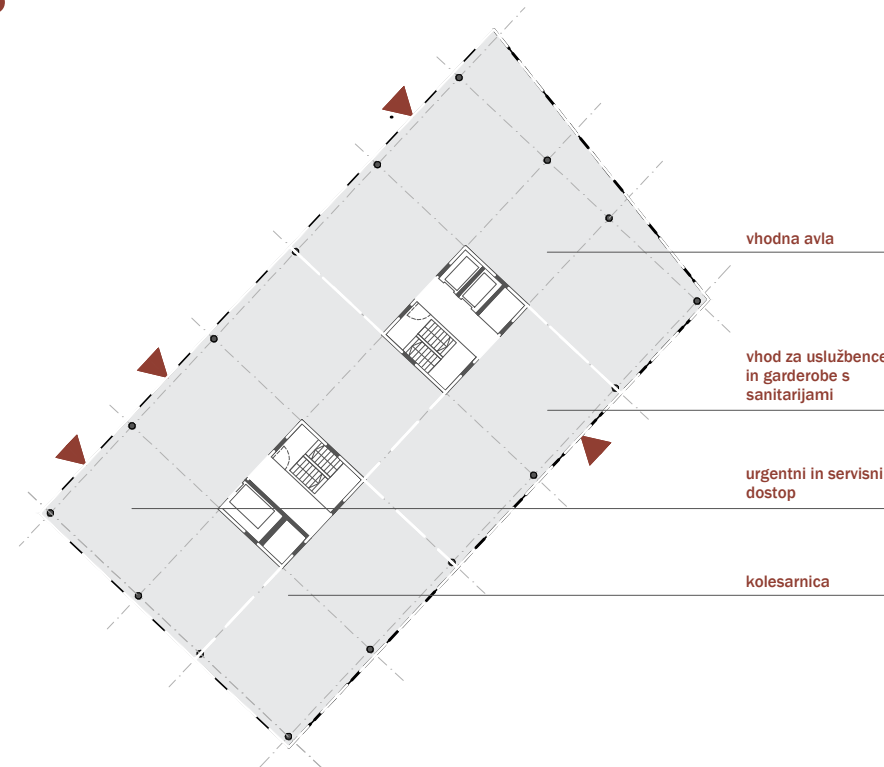 vhodna avla
vhod za uslužbence
in garderobe s
sanitarijami
urgentni in servisni
dostop
kolesarnica